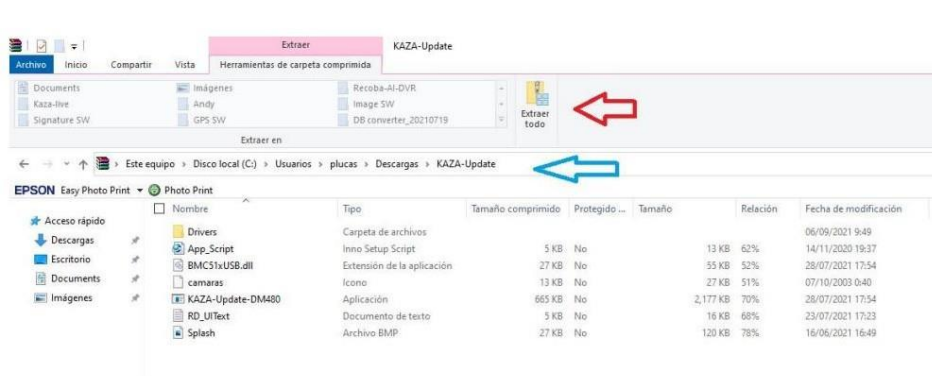 Extraer
KAZA-Update
Archivo Inicio Compartir Vista Herramientas de carpeta comprimida
Documents Imágenes Recoba-AI-DVR
Kaza-live Andy Image SW
Signature SW GPS SW DB converter_20210719
Extraer todo
Extraer en
Este equipo > Disco local (C:) > Usuarios > plucas > Descargas > KAZA-Update
EPSON Easy Photo Print Photo Print
Acceso rápido
Descargas
Escritorio
Documents
Imágenes
Nombre Tipo Tamaño comprimido Protegido ... Tamaño Relación Fecha de modificación
Drivers Carpeta de archivos 06/09/2021 9:49
App_Script Inno Setup Script 5 KB No 13 KB 62% 14/11/2020 19:37
BMC51xUSB.dll Extensión de la aplicación 27 KB No 55 KB 52% 28/07/2021 17:54
camaras Icono 13 KB No 27 KB 51% 07/10/2003 0:40
KAZA-Update-DM480 Aplicación 665 KB No 2,177 KB 70% 28/07/2021 17:54
RD_UIText Documento de texto 5 KB No 16 KB 68% 23/07/2021 17:23
Splash Archivo BMP 27 KB No 120 KB 78% 16/06/2021 16:49